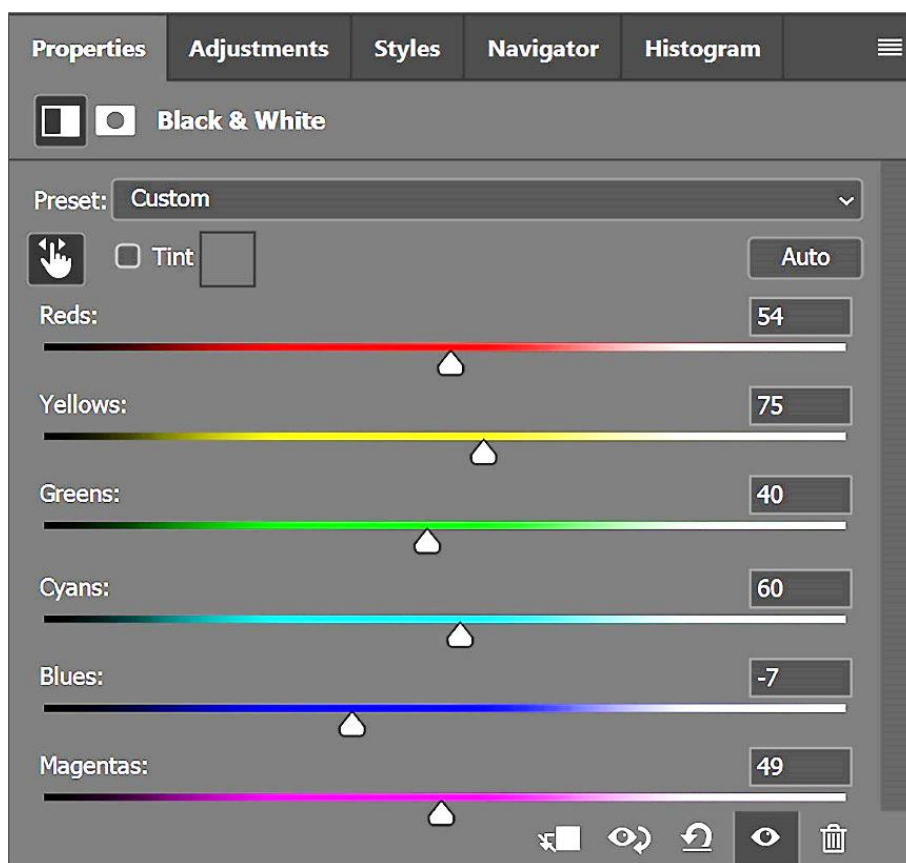 Properties Adjustments Styles Navigator Histogram
Black & White
Preset: Custom
Tint Auto
Reds: 54
Yellows: 75
Greens: 40
Cyans: 60
Blues: -7
Magentas: 49